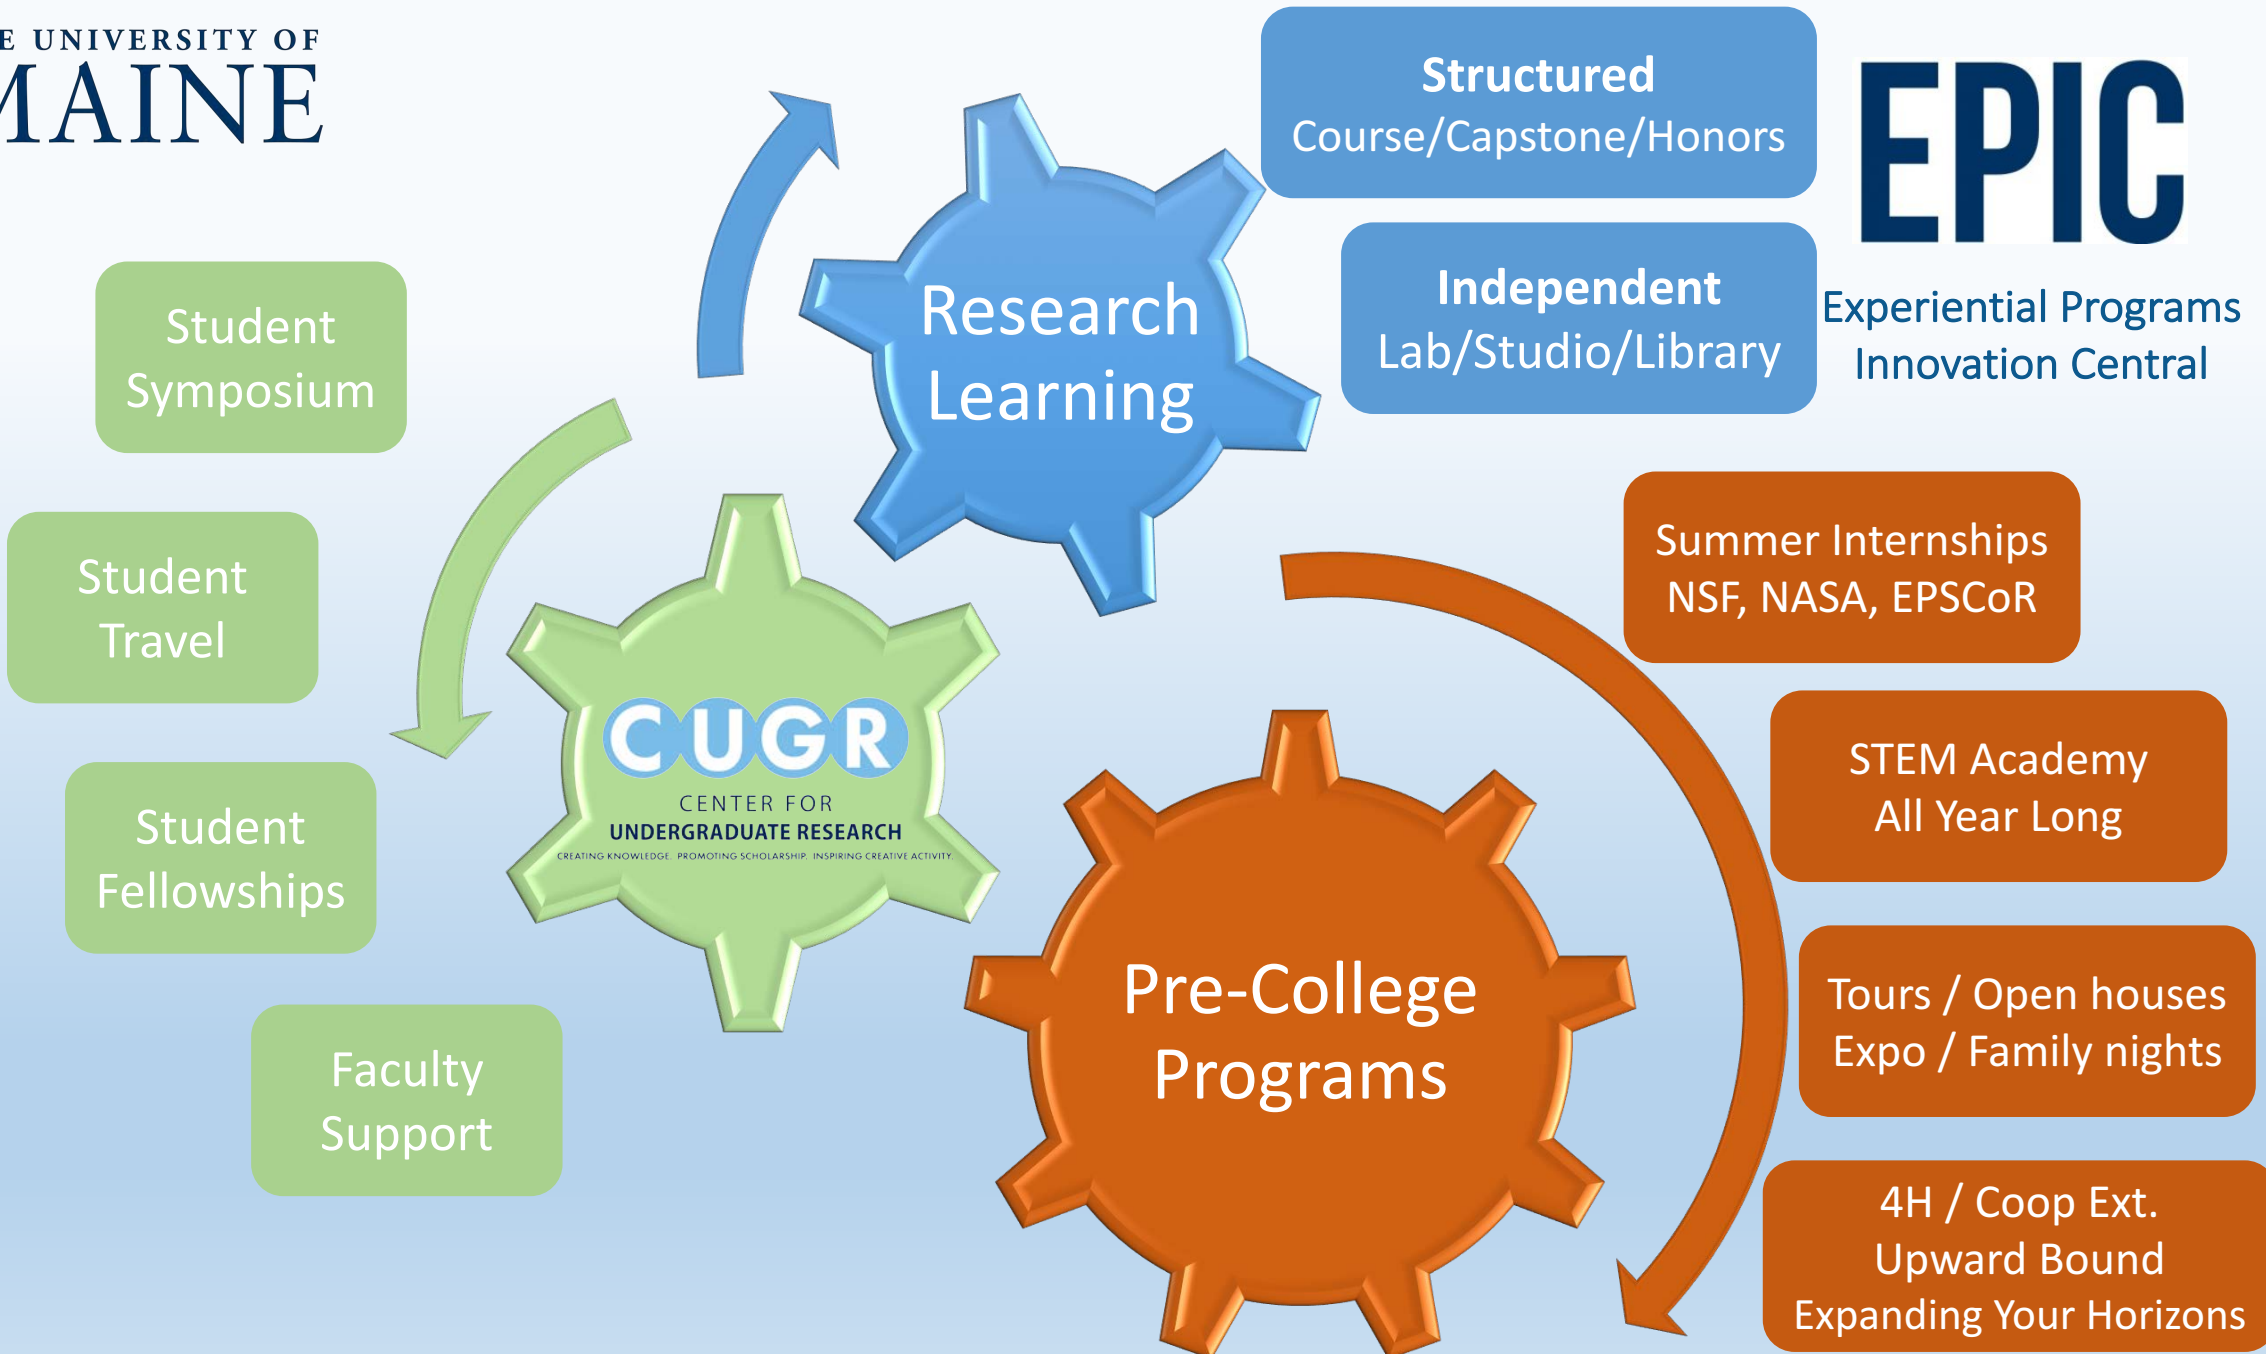 E UNIVERSITY OF
MAINE
Structured
Course/Capstone/Honors
Independent
Lab/Studio/Library
EPIC
Experiential Programs
Innovation Central
Research
Learning
Student
Symposium
Student
Travel
Student
Fellowships
Faculty
Support
CUGR
CENTER FOR
UNDERGRADUATE RESEARCH
CREATING KNOWLEDGE. PROMOTING SCHOLARSHIP. INSPIRING CREATIVE ACTIVITY.
Pre-College
Programs
Summer Internships
NSF, NASA, EPSCoR
STEM Academy
All Year Long
Tours / Open houses
Expo / Family nights
4H / Coop Ext.
Upward Bound
Expanding Your Horizons